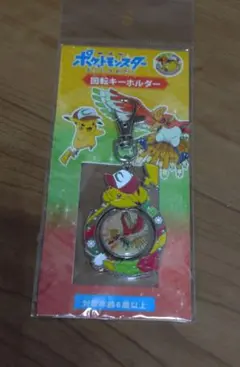 ポケットモンスター
回転キーホルダー
対象年齢6歳以上